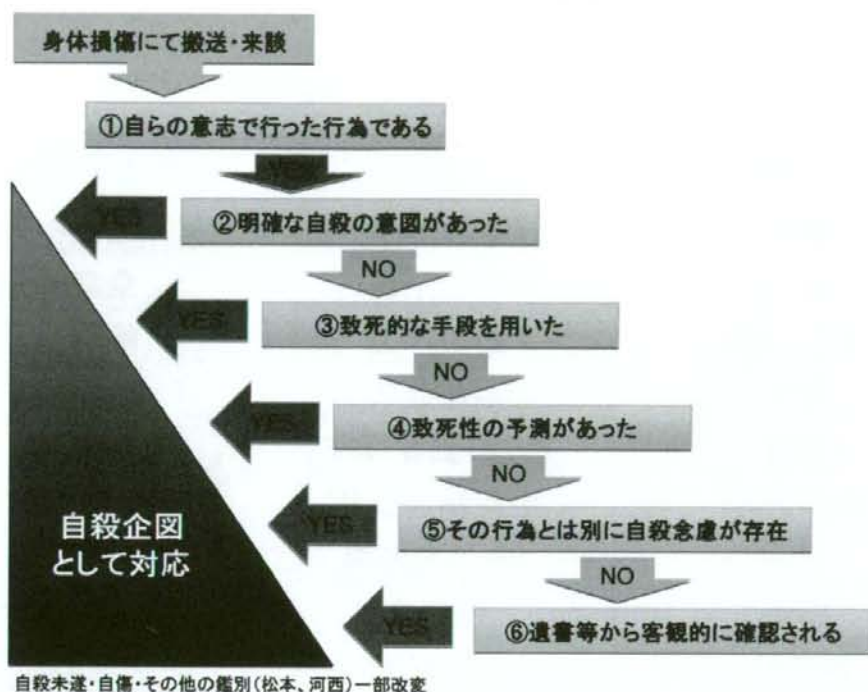 身体損傷にて搬送・来談
①自らの意志で行った行為である
YES
YES
②明確な自殺の意図があった
NO
YES
③致死的な手段を用いた
NO
YES
④致死性の予測があった
NO
自殺企図
として対応
YES
⑤その行為とは別に自殺念慮が存在
NO
YES
⑥遺書等から客観的に確認される
自殺未遂・自傷・その他の鑑別(松本、河西)一部改変